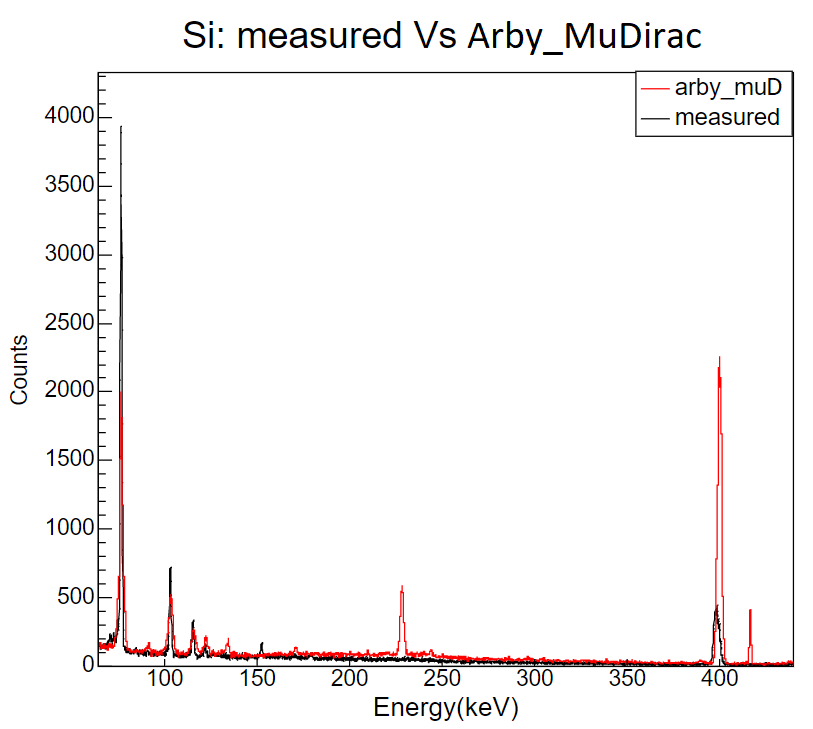 Si: measured Vs Arby_MuDirac
arby_muD
measured
4000
3500
3000
2500
2000
1500
1000
500
0
Counts
100 150 200 250 300 350 400
Energy(keV)